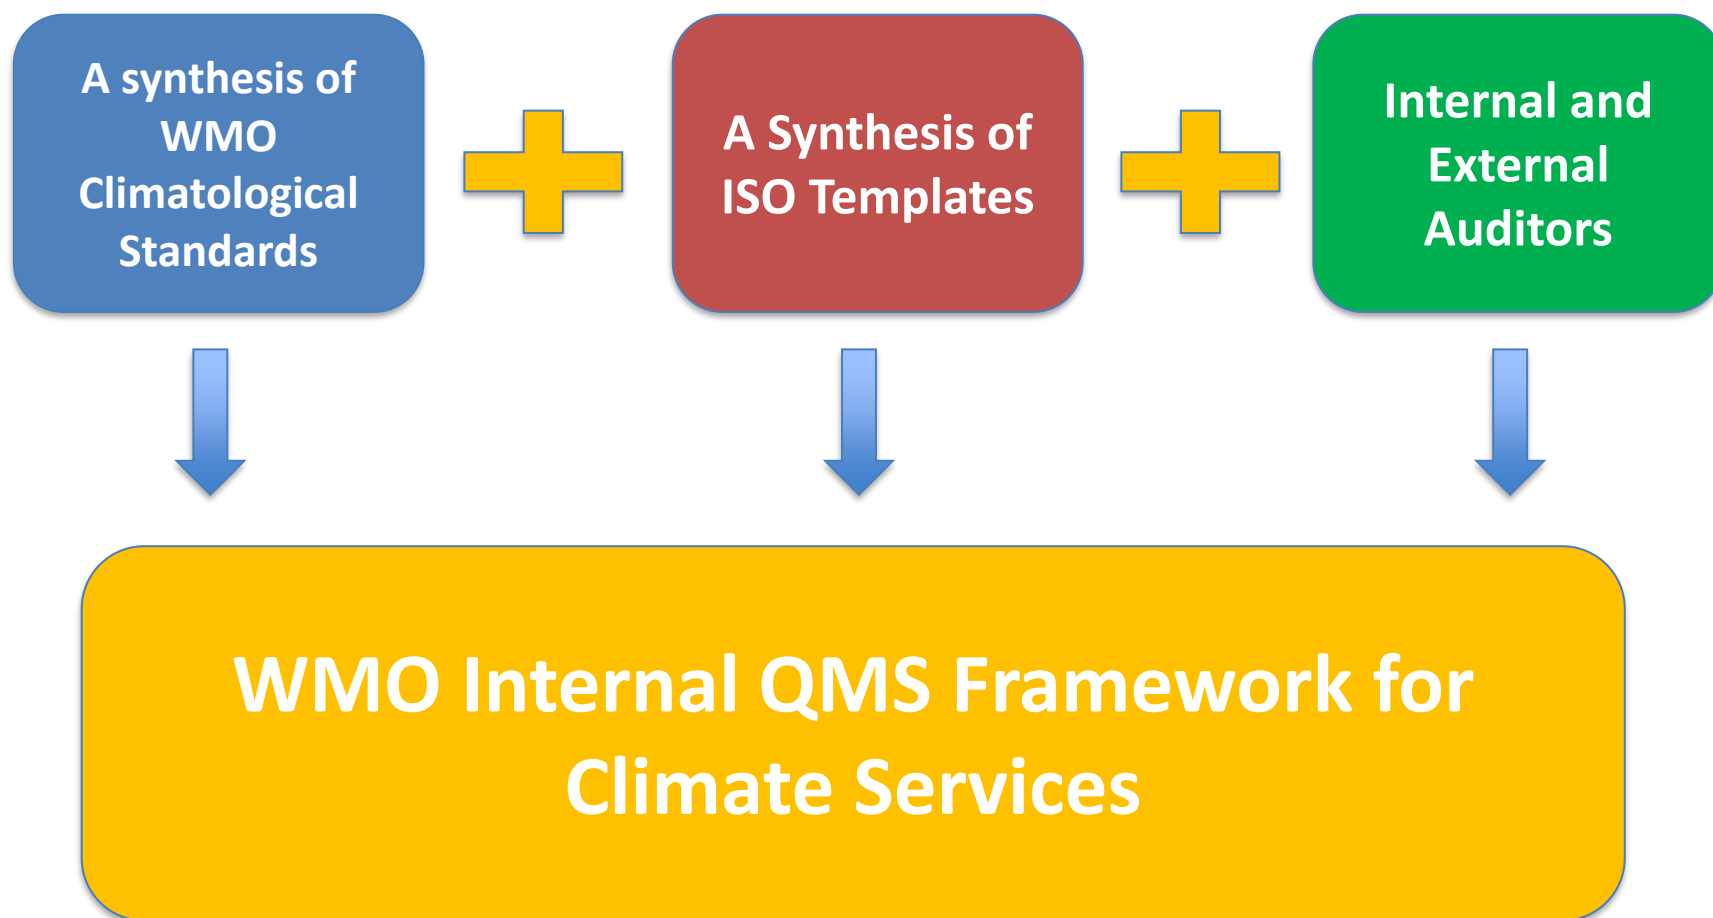 A synthesis of
WMO
Climatological
Standards
A Synthesis of
ISO Templates
Internal and
External
Auditors
WMO Internal QMS Framework for
Climate Services